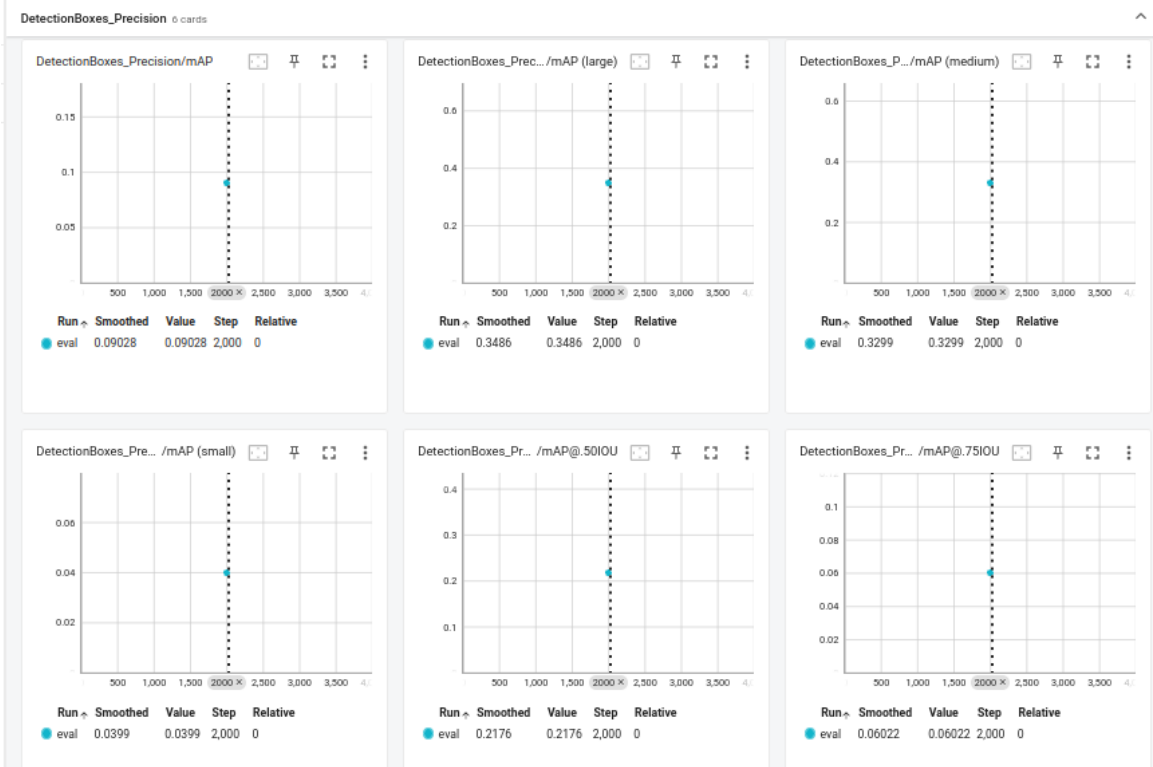 DetectionBoxes_Precision 6 cards
DetectionBoxes_Precision/mAP
0.15
0.1
0.05
500 1,000 1,500 2000 × 2,500 3,000 3,500
Run Smoothed Value Step Relative
eval 0.09028 0.09028 2,000 0
DetectionBoxes_Prec... /mAP (large)
0.6
0.4
0.2
500 1,000 1,500 2000 × 2,500 3,000 3,500
Run Smoothed Value Step Relative
eval 0.3486 0.3486 2,000 0
DetectionBoxes_P... /mAP (medium)
0.6
0.4
0.2
500 1,000 1,500 2000 × 2,500 3,000 3,500
Run Smoothed Value Step Relative
eval 0.3299 0.3299 2,000 0
DetectionBoxes_Pre... /mAP (small)
0.06
0.04
0.02
500 1,000 1,500 2000 × 2,500 3,000 3,500
Run Smoothed Value Step Relative
eval 0.0399 0.0399 2,000 0
DetectionBoxes_Pr... /mAP@.50IOU
0.4
0.3
0.2
0.1
500 1,000 1,500 2000 × 2,500 3,000 3,500
Run Smoothed Value Step Relative
eval 0.2176 0.2176 2,000 0
DetectionBoxes_Pr... /mAP@.75IOU
0.1
0.08
0.06
0.04
0.02
500 1,000 1,500 2000 × 2,500 3,000 3,500
Run Smoothed Value Step Relative
eval 0.06022 0.06022 2,000 0